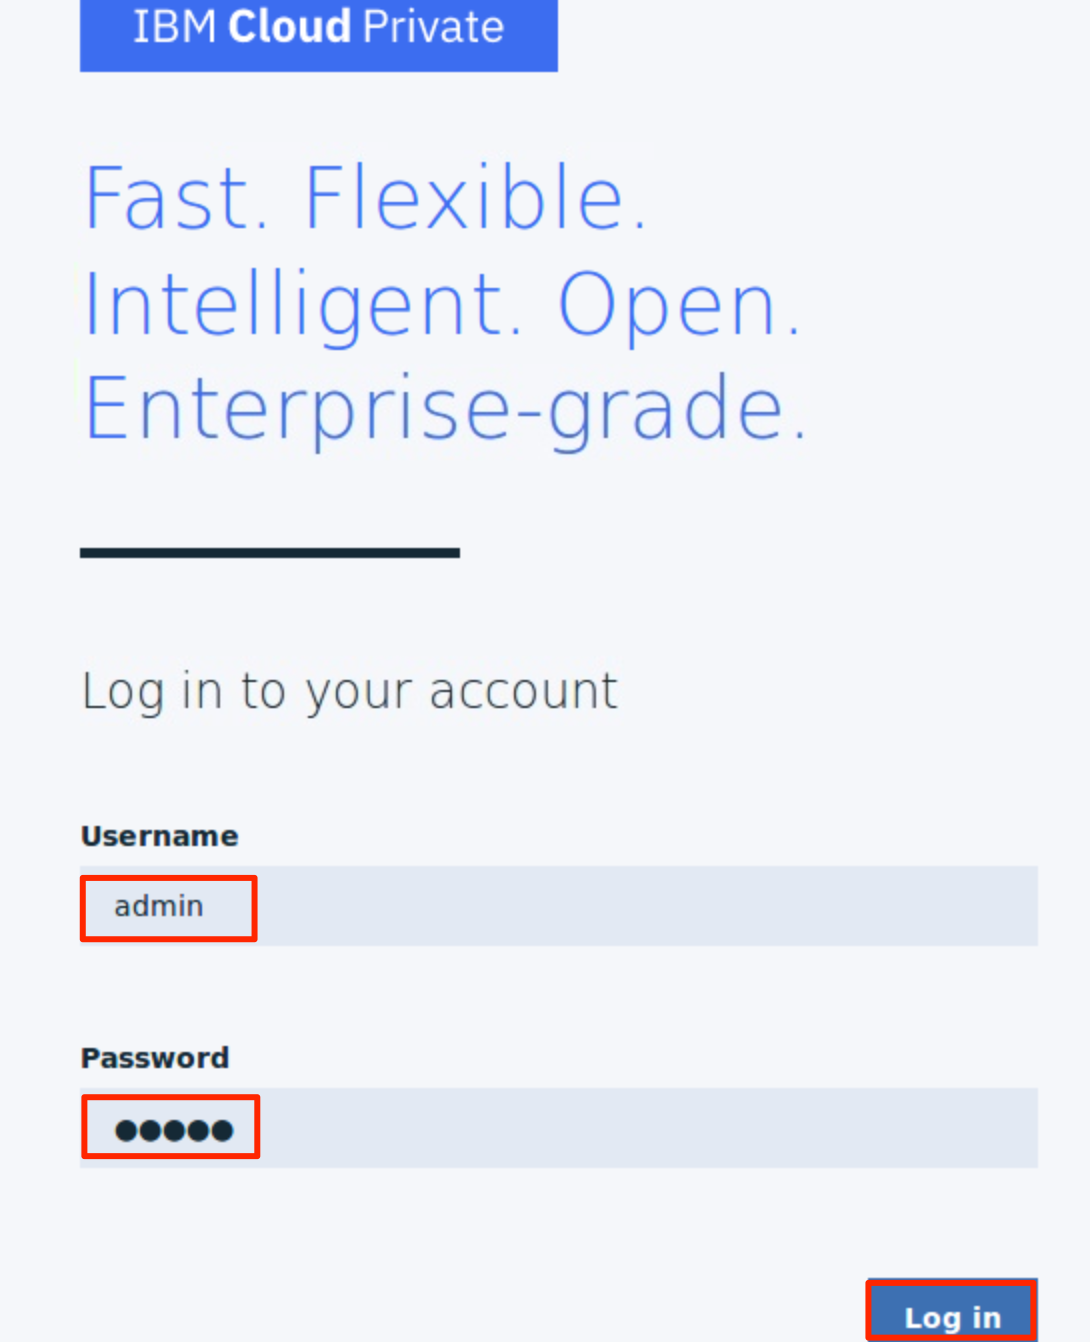 IBM Cloud Private
Fast. Flexible.
Intelligent. Open.
Enterprise-grade.
Log in to your account
Username
admin
Password
●●●●●
Log in